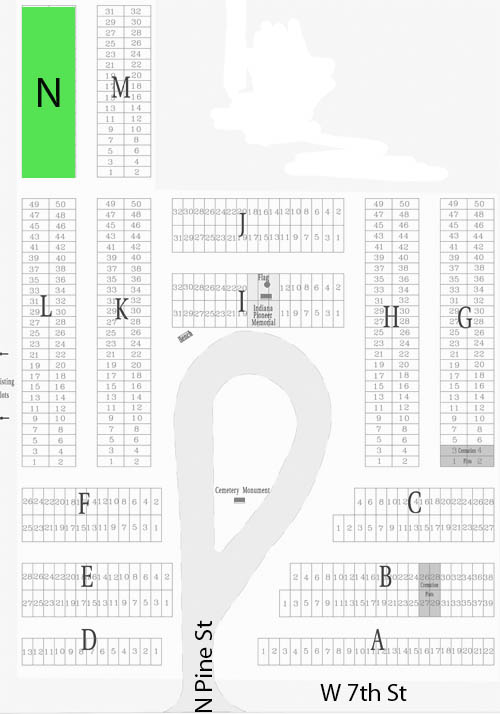 N
M
31 32
29 30
27 28
25 26
23 24
21 22
19 20
17 18
15 16
13 14
11 12
9 10
7 8
5 6
3 4
1 2
L
49 50
47 48
45 46
43 44
41 42
39 40
37 38
35 36
33 34
31 32
29 30
27 28
25 26
23 24
21 22
19 20
17 18
15 16
13 14
11 12
9 10
7 8
5 6
3 4
1 2
K
49 50
47 48
45 46
43 44
41 42
39 40
37 38
35 36
33 34
31 32
29 30
27 28
25 26
23 24
21 22
19 20
17 18
15 16
13 14
11 12
9 10
7 8
5 6
3 4
1 2
J
32 30 28 26 24 22 20 18 16 14 12 10 8 6 4 2
31 29 27 25 23 21 19 17 15 13 11 9 7 5 3 1
I
32 30 28 26 24 22 20 12 10 8 6 4 2
31 29 27 25 23 21 19 11 9 7 5 3 1
Flag
Indiana
Pioneer
Memorial
Bench
H
49 50
47 48
45 46
43 44
41 42
39 40
37 38
35 36
33 34
31 32
29 30
27 28
25 26
23 24
21 22
19 20
17 18
15 16
13 14
11 12
9 10
7 8
5 6
3 4
1 2
G
49 50
47 48
45 46
43 44
41 42
39 40
37 38
35 36
33 34
31 32
29 30
27 28
25 26
23 24
21 22
19 20
17 18
15 16
13 14
11 12
9 10
7 8
5 6
3 Cremation 4
1 Plots 2
isting
lots
F
26 24 22 20 18 16 14 12 10 8 6 4 2
25 23 21 19 17 15 13 11 9 7 5 3 1
Cemetery Monument
C
4 6 8 10 12 14 16 18 20 22 24 26 28
1 2 3 5 7 9 11 13 15 17 19 21 23 25 27
E
28 26 24 22 20 18 16 14 12 10 8 6 4 2
27 25 23 21 19 17 15 13 11 9 7 5 3 1
B
2 4 6 8 10 12 14 16 18 20 22 24 26 28 30 32 34 36 38
Cremation
Plots
1 3 5 7 9 11 13 15 17 19 21 23 25 27 29 31 33 35 37 39
D
13 12 11 10 9 8 7 6 5 4 3 2 1
A
1 2 3 4 5 6 7 8 9 10 11 12 13 14 15 16 17 18 19 20 21 22
N Pine St
W 7th St